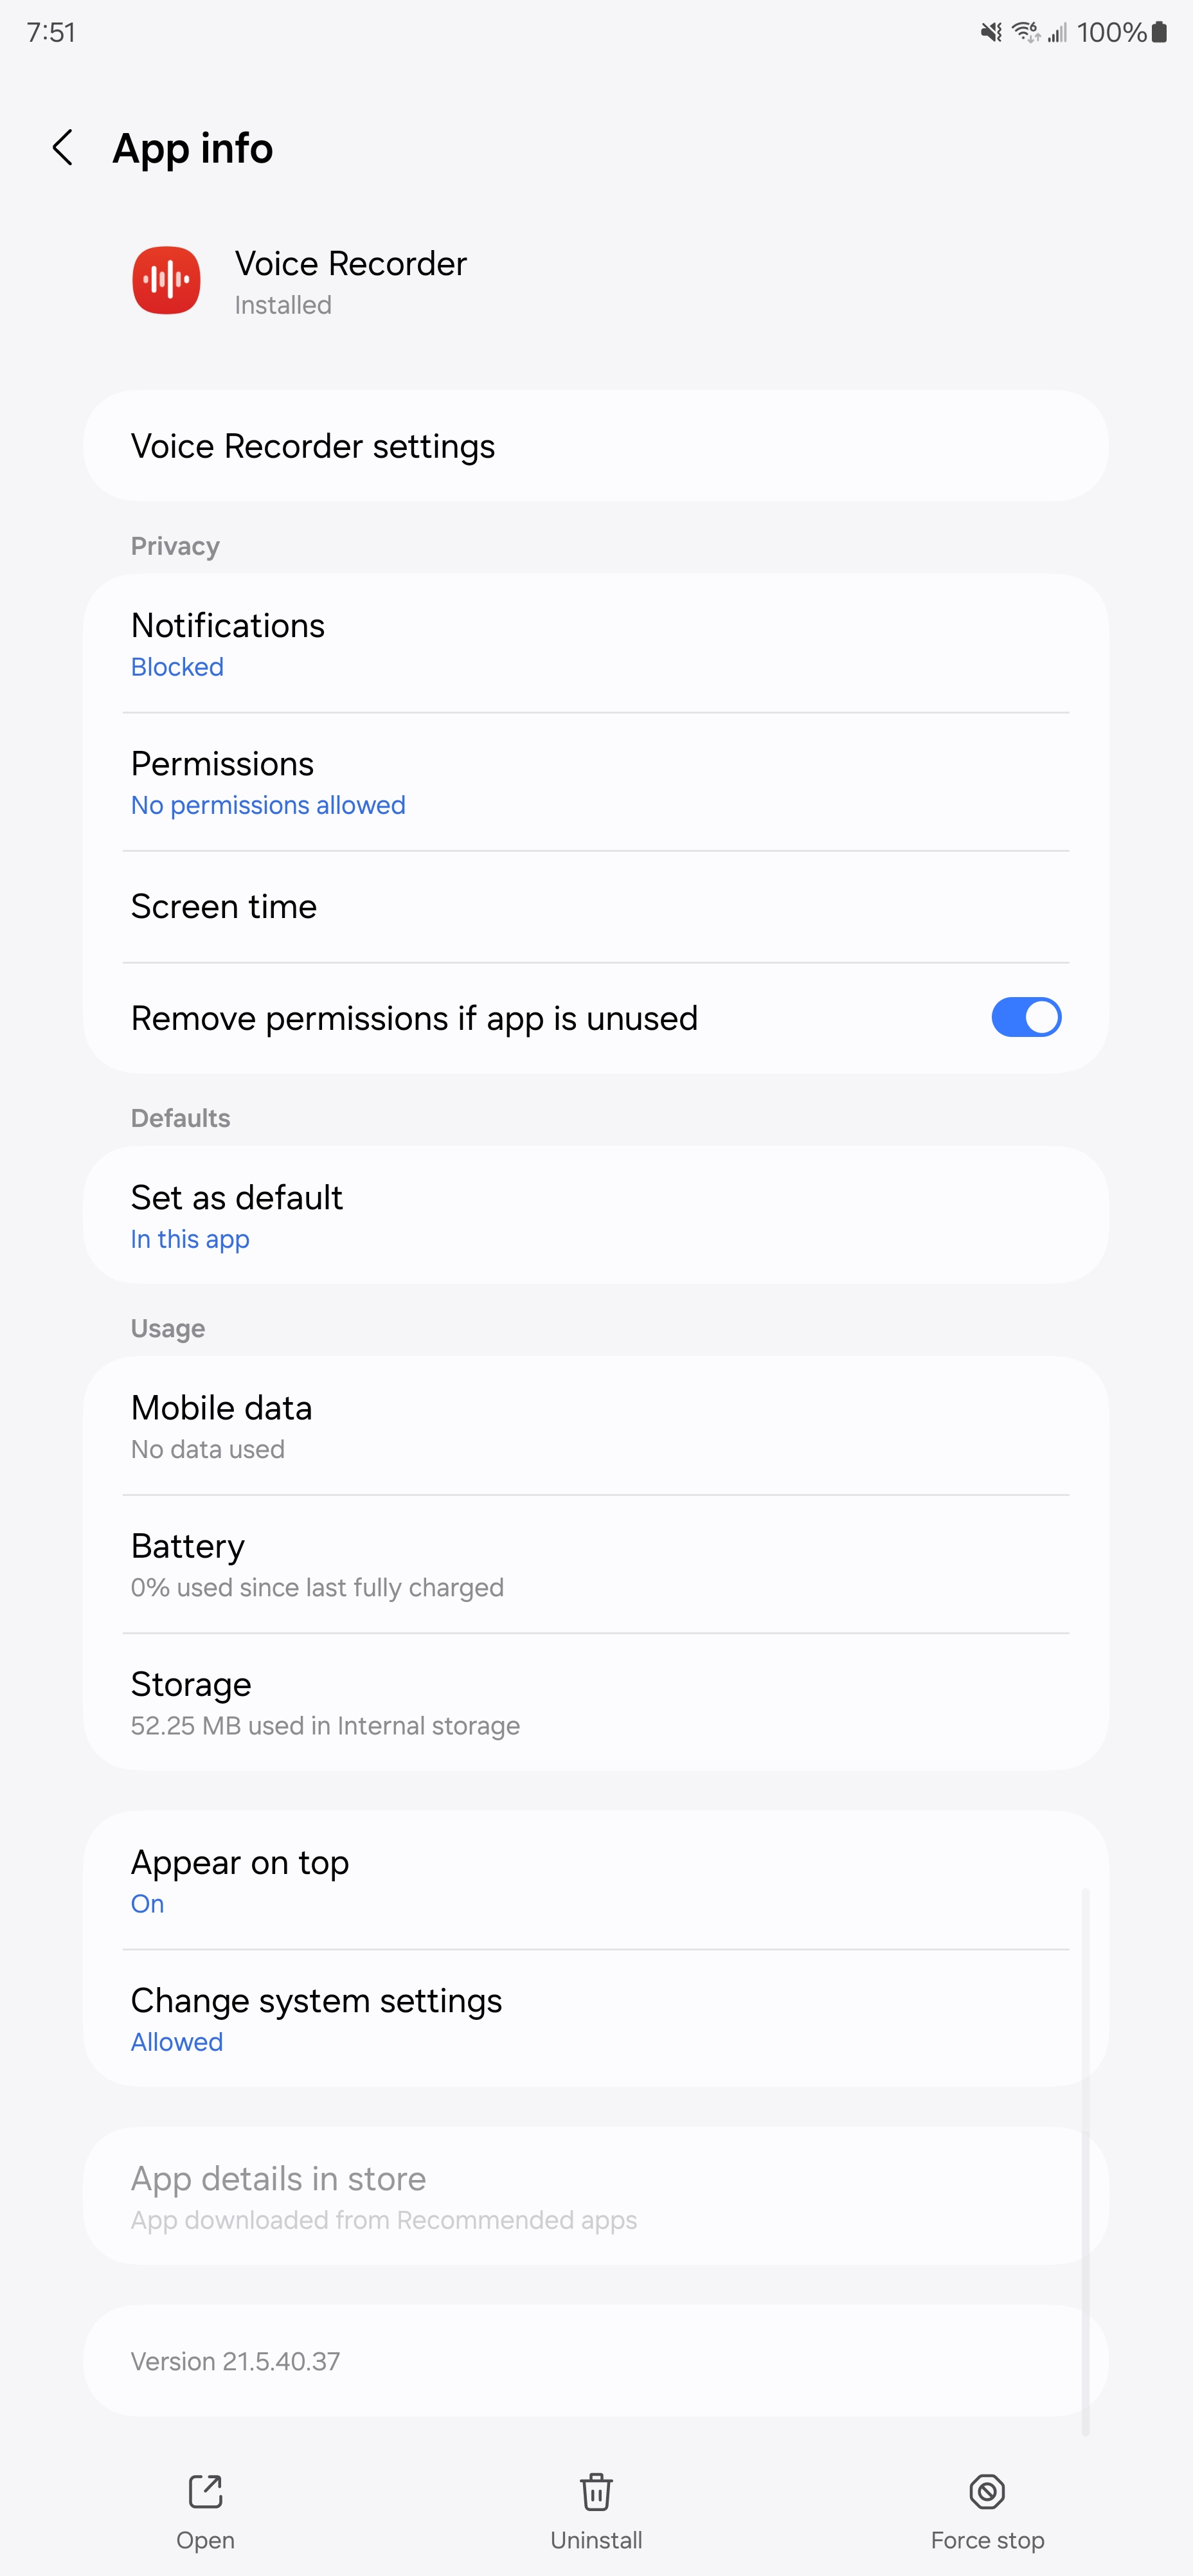 7:51
100%
App info
Voice Recorder
Installed
Voice Recorder settings
Privacy
Notifications
Blocked
Permissions
No permissions allowed
Screen time
Remove permissions if app is unused
Defaults
Set as default
In this app
Usage
Mobile data
No data used
Battery
0% used since last fully charged
Storage
52.25 MB used in Internal storage
Appear on top
On
Change system settings
Allowed
App details in store
App downloaded from Recommended apps
Version 21.5.40.37
Open
Uninstall
Force stop